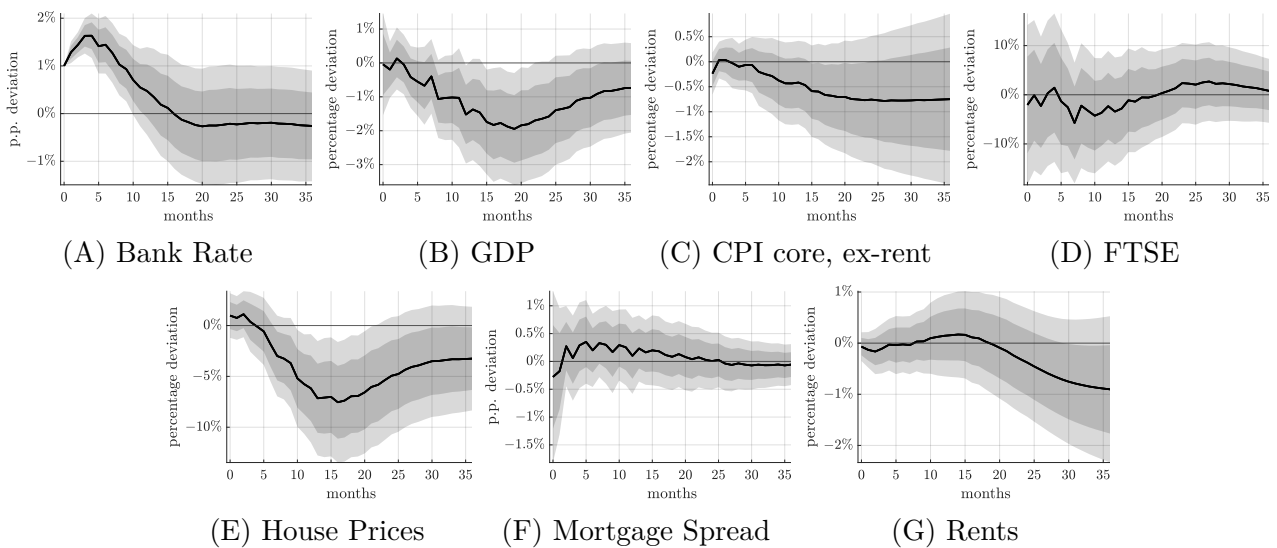 2%
1%
0%
−1%
p.p. deviation
0 5 10 15 20 25 30 35
months
(A) Bank Rate
1%
0%
−1%
−2%
−3%
percentage deviation
0 5 10 15 20 25 30 35
months
(B) GDP
0.5%
0%
−0.5%
−1%
−1.5%
−2%
percentage deviation
0 5 10 15 20 25 30 35
months
(C) CPI core, ex-rent
10%
0%
−10%
percentage deviation
0 5 10 15 20 25 30 35
months
(D) FTSE
0%
−5%
−10%
percentage deviation
0 5 10 15 20 25 30 35
months
(E) House Prices
1%
0.5%
0%
−0.5%
−1%
−1.5%
p.p. deviation
0 5 10 15 20 25 30 35
months
(F) Mortgage Spread
1%
0%
−1%
−2%
percentage deviation
0 5 10 15 20 25 30 35
months
(G) Rents